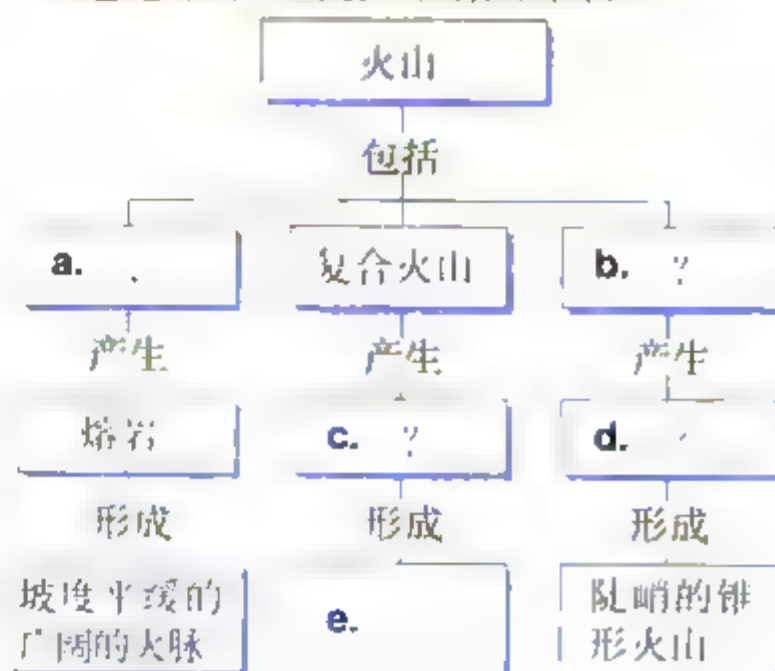 火山
包括
a.
复合火山
b. ?
产生
产生
产生
熔岩
c. ?
d.
形成
形成
形成
坡度平缓的
广阔的火脉
e.
陡峭的锥
形火山